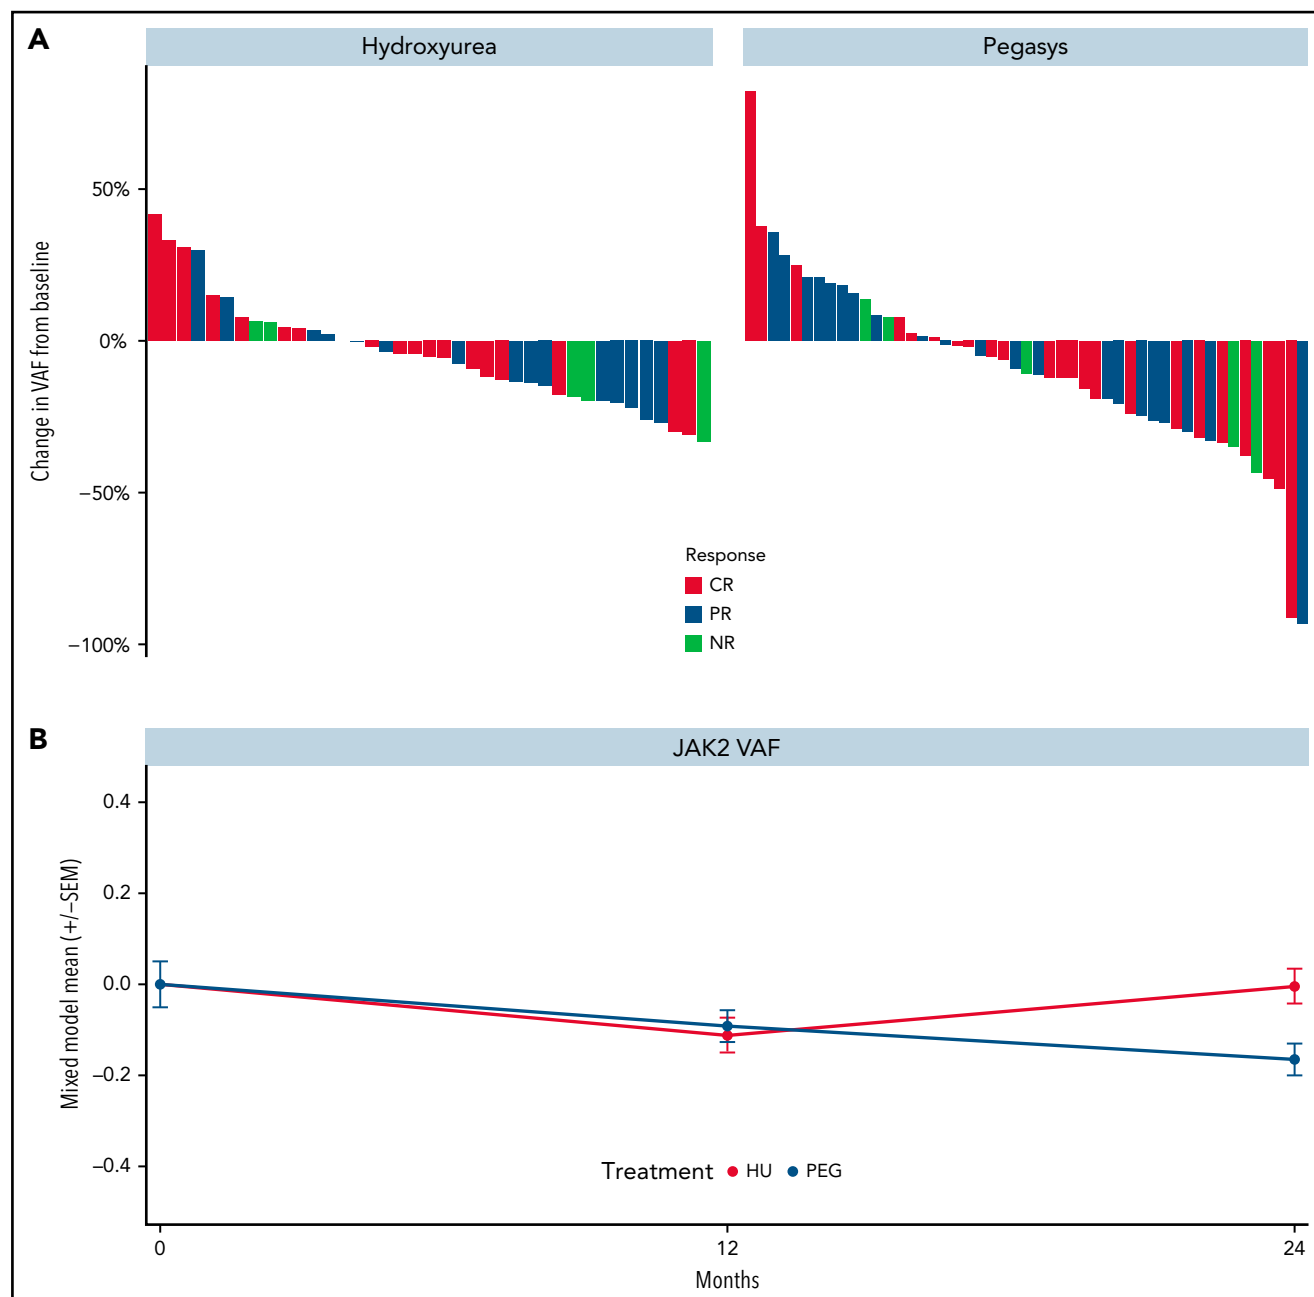 A
Hydroxyurea
Pegasys
Change in VAF from baseline
50%
0%
−50%
−100%
Response
CR
PR
NR
B
JAK2 VAF
Mixed model mean (+/−SEM)
0.4
0.2
0.0
−0.2
−0.4
Treatment HU PEG
0 12 24
Months